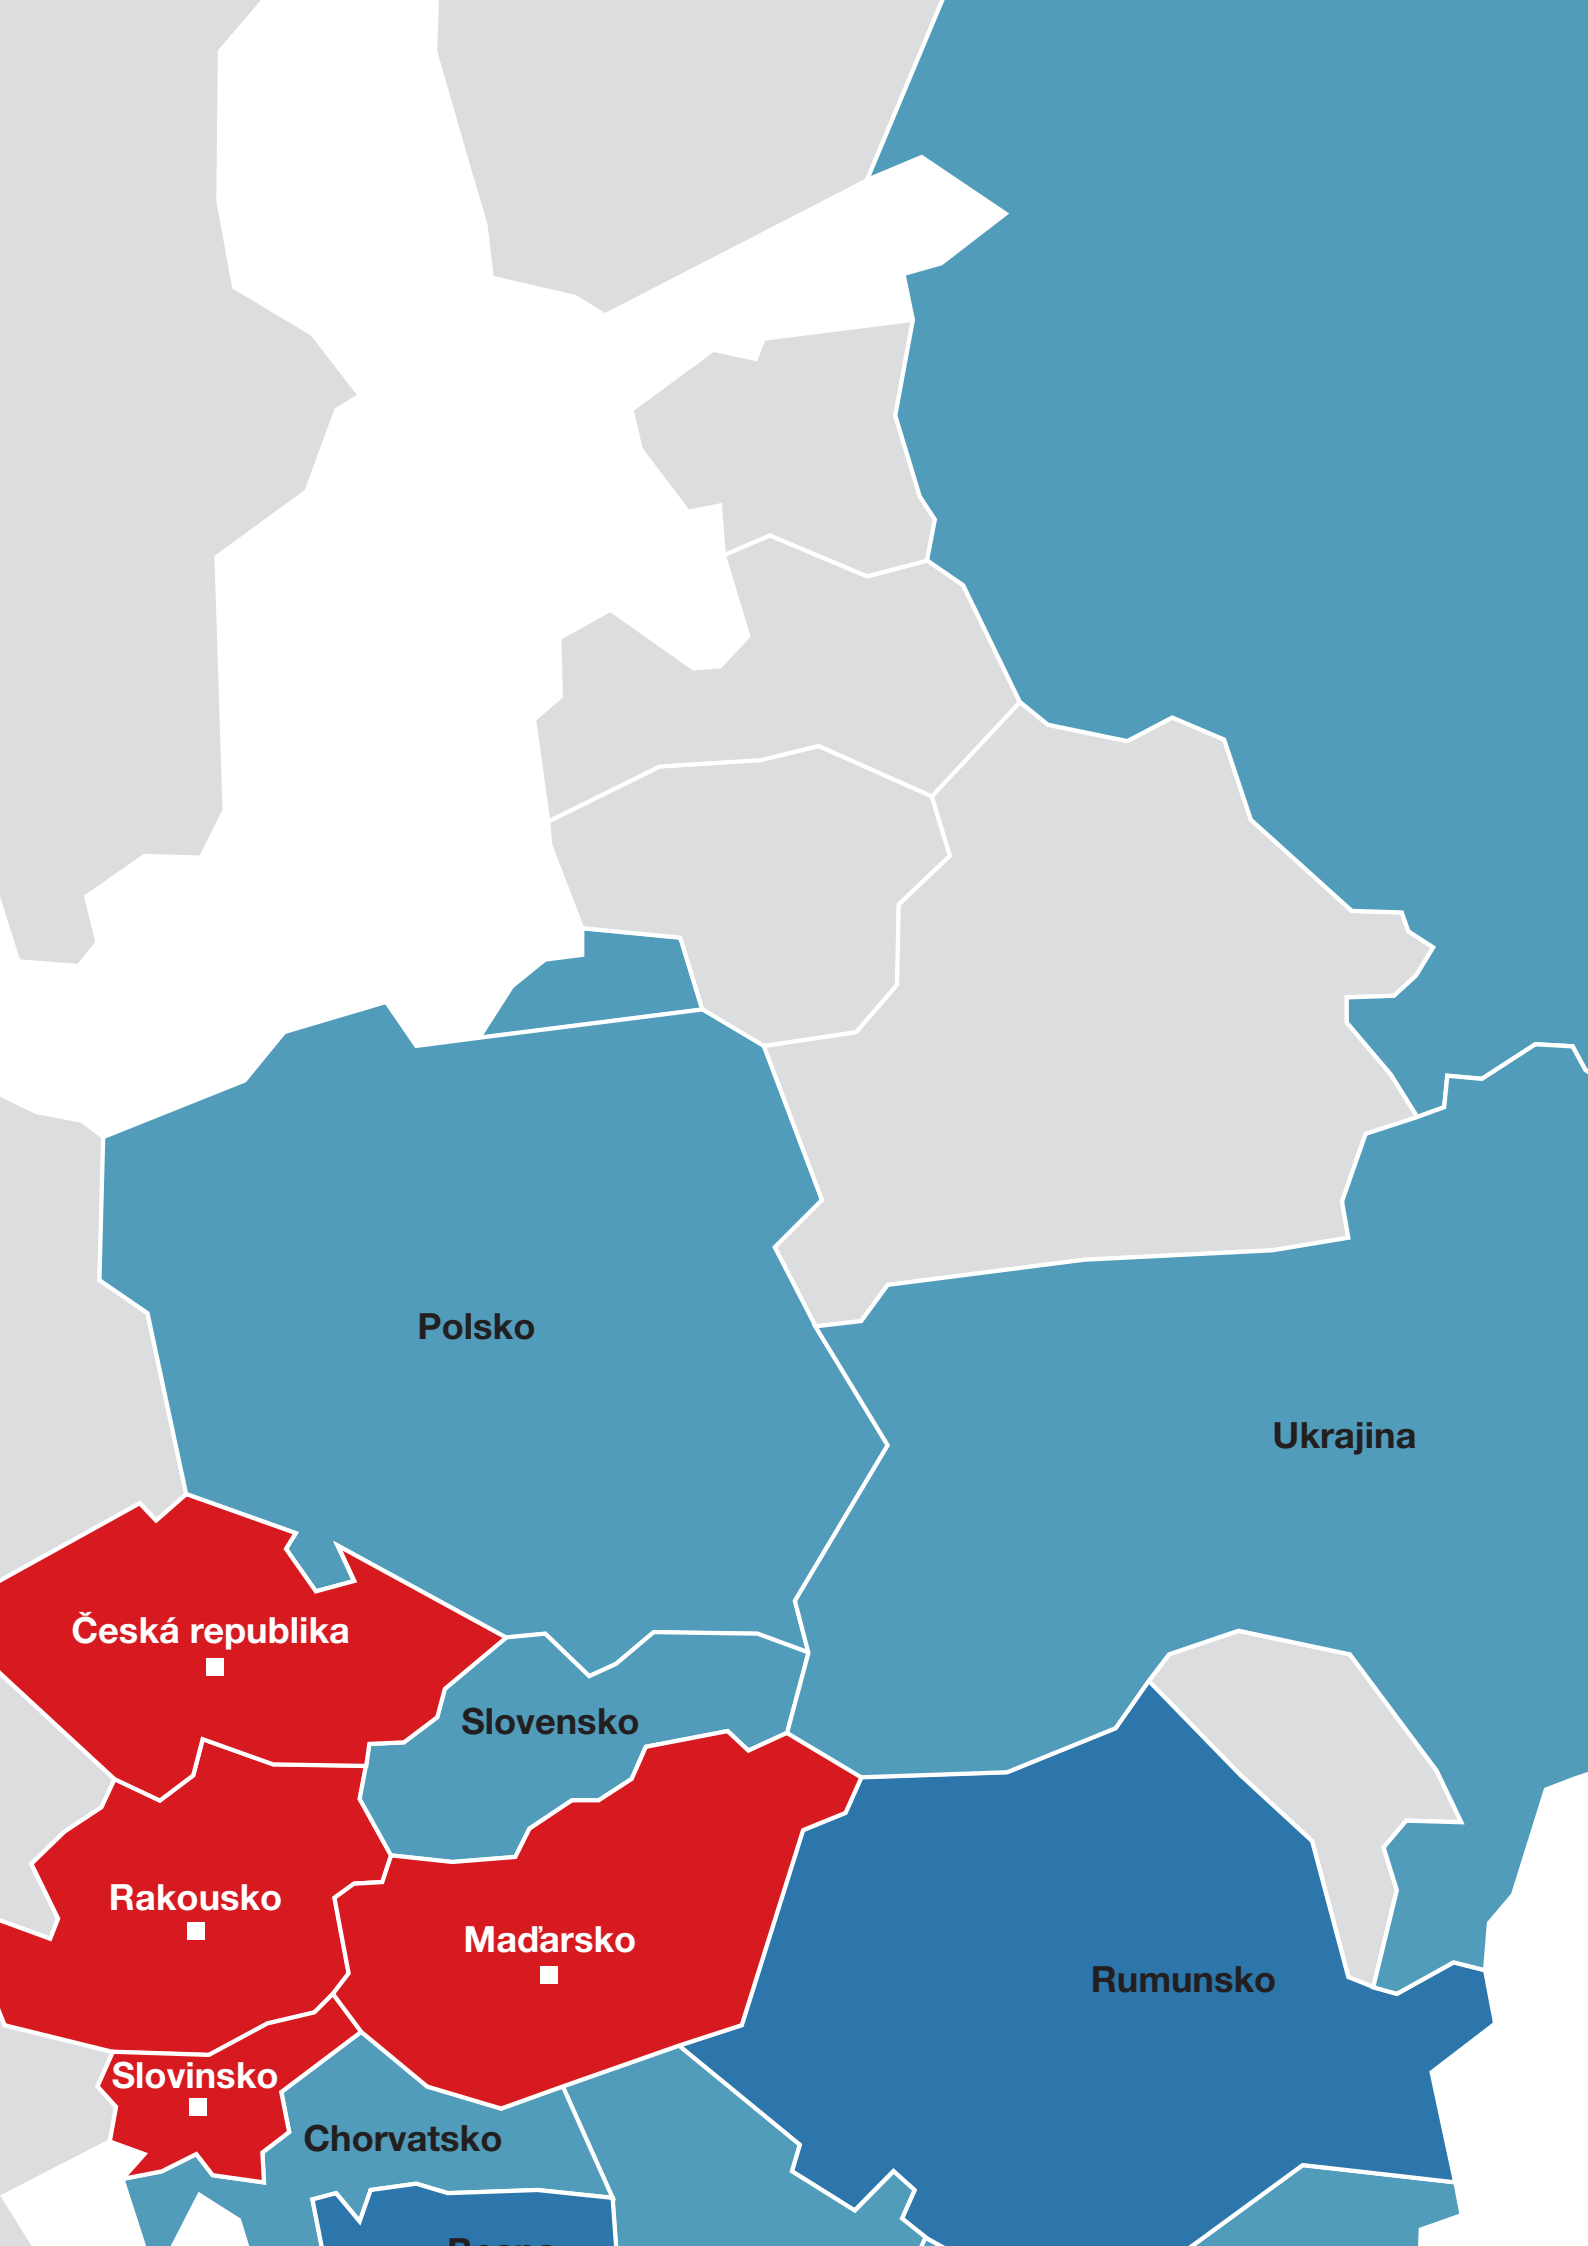 Polsko
Ukrajina
Česká republika
Slovensko
Rakousko
Maďarsko
Rumunsko
Slovinsko
Chorvatsko